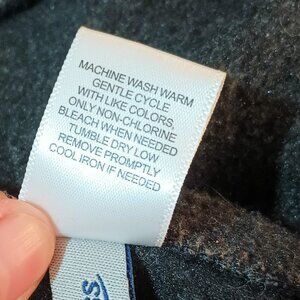 MACHINE WASH WARM
GENTLE CYCLE
WITH LIKE COLORS,
ONLY NON-CHLORINE
BLEACH WHEN NEEDED
TUMBLE DRY LOW
REMOVE PROMPTLY
COOL IRON IF NEEDED